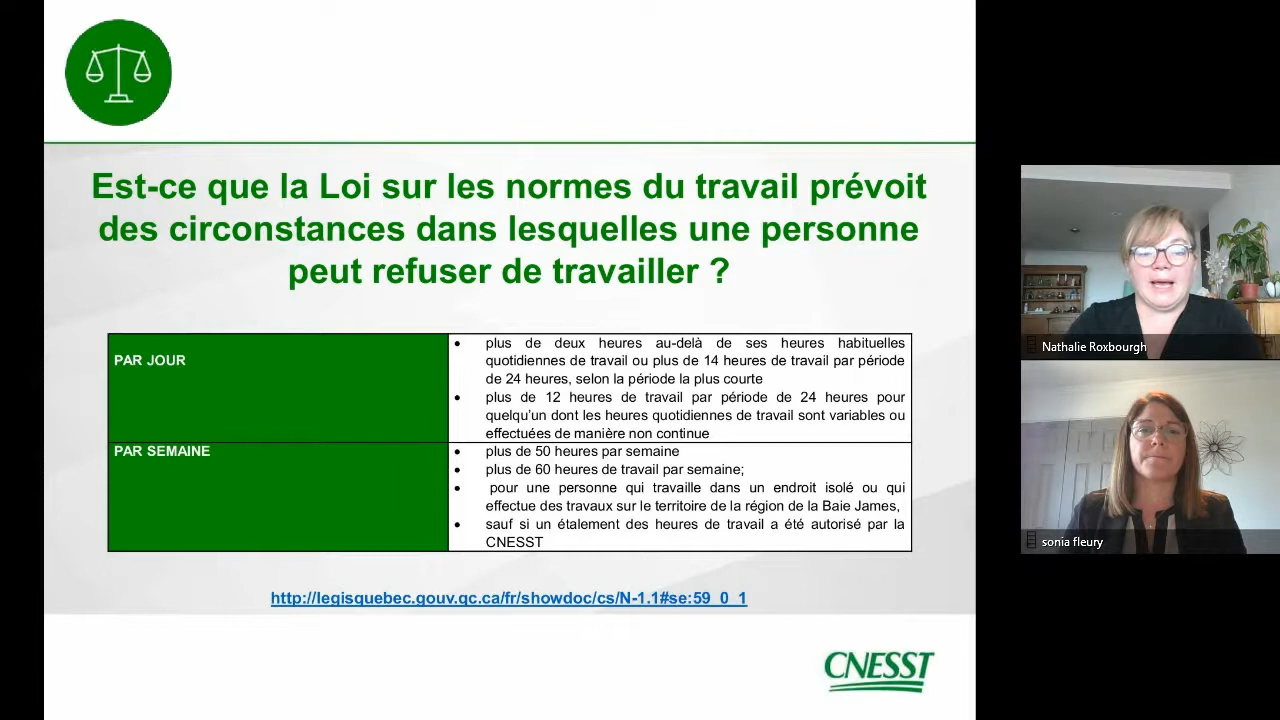 Est-ce que la Loi sur les normes du travail prévoit
des circonstances dans lesquelles une personne
peut refuser de travailler ?
PAR JOUR
• plus de deux heures au-delà de ses heures habituelles
quotidiennes de travail ou plus de 14 heures de travail par période
de 24 heures, selon la période la plus courte
• plus de 12 heures de travail par période de 24 heures pour
quelqu'un dont les heures quotidiennes de travail sont variables ou
effectuées de manière non continue
PAR SEMAINE
• plus de 50 heures par semaine
• plus de 60 heures de travail par semaine;
• pour une personne qui travaille dans un endroit isolé ou qui
effectue des travaux sur le territoire de la région de la Baie James,
• sauf si un étalement des heures de travail a été autorisé par la
CNESST
http://legisquebec.gouv.qc.ca/fr/showdoc/cs/N-1.1#se:59_0_1
CNESST
Nathalie Roxbourgh
sonia fleury